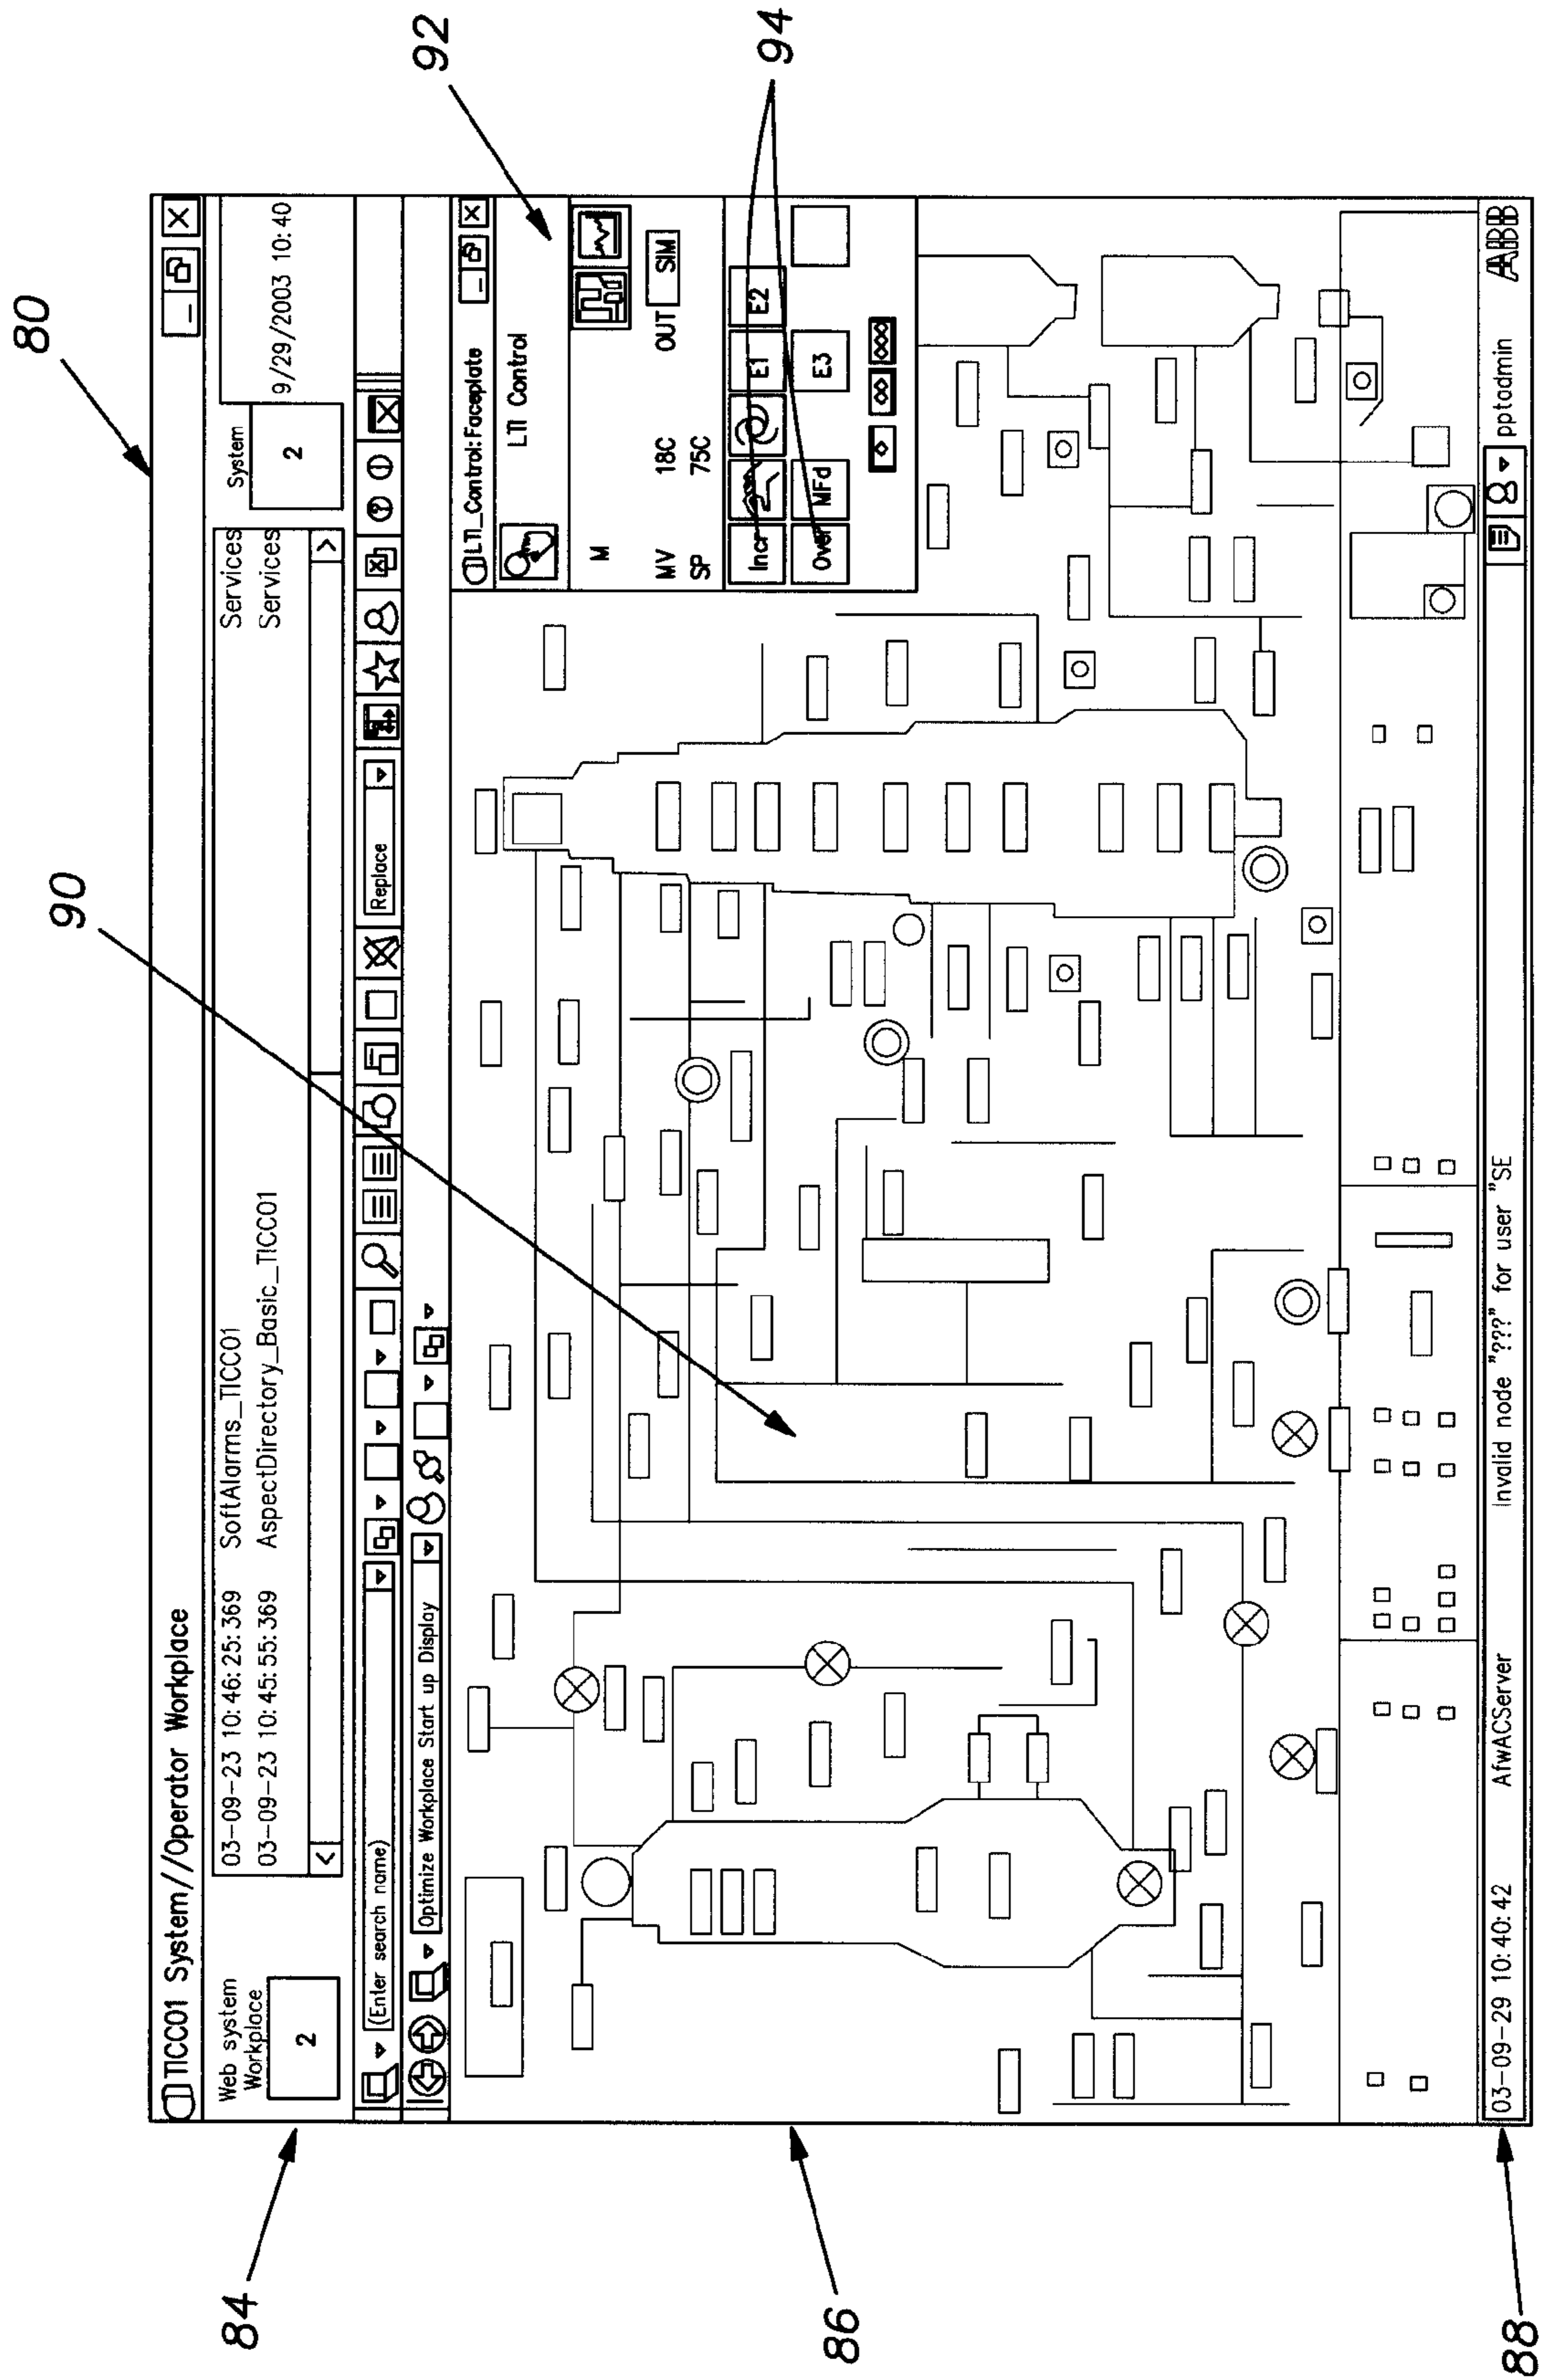 80
TICC01 System//Operator Workplace
Web system
Workplace
2
03-09-23 10:46:25:369 SoftAlarms_TICC01 Services
03-09-23 10:45:55:369 AspectDirectory_Basic_TICC01 Services
System
2
9/29/2003 10:40
84
(Enter search name)
Replace
Optimize Workplace Start up Display
90
92
LTI_Control:Faceplate
LTI Control
M
MV 18C OUT SIM
SP 75C
Incr E1 E2
Over MFd E3
94
86
03-09-29 10:40:42 AfwACServer Invalid node "???" for user "SE
pptadmin
ABB
88